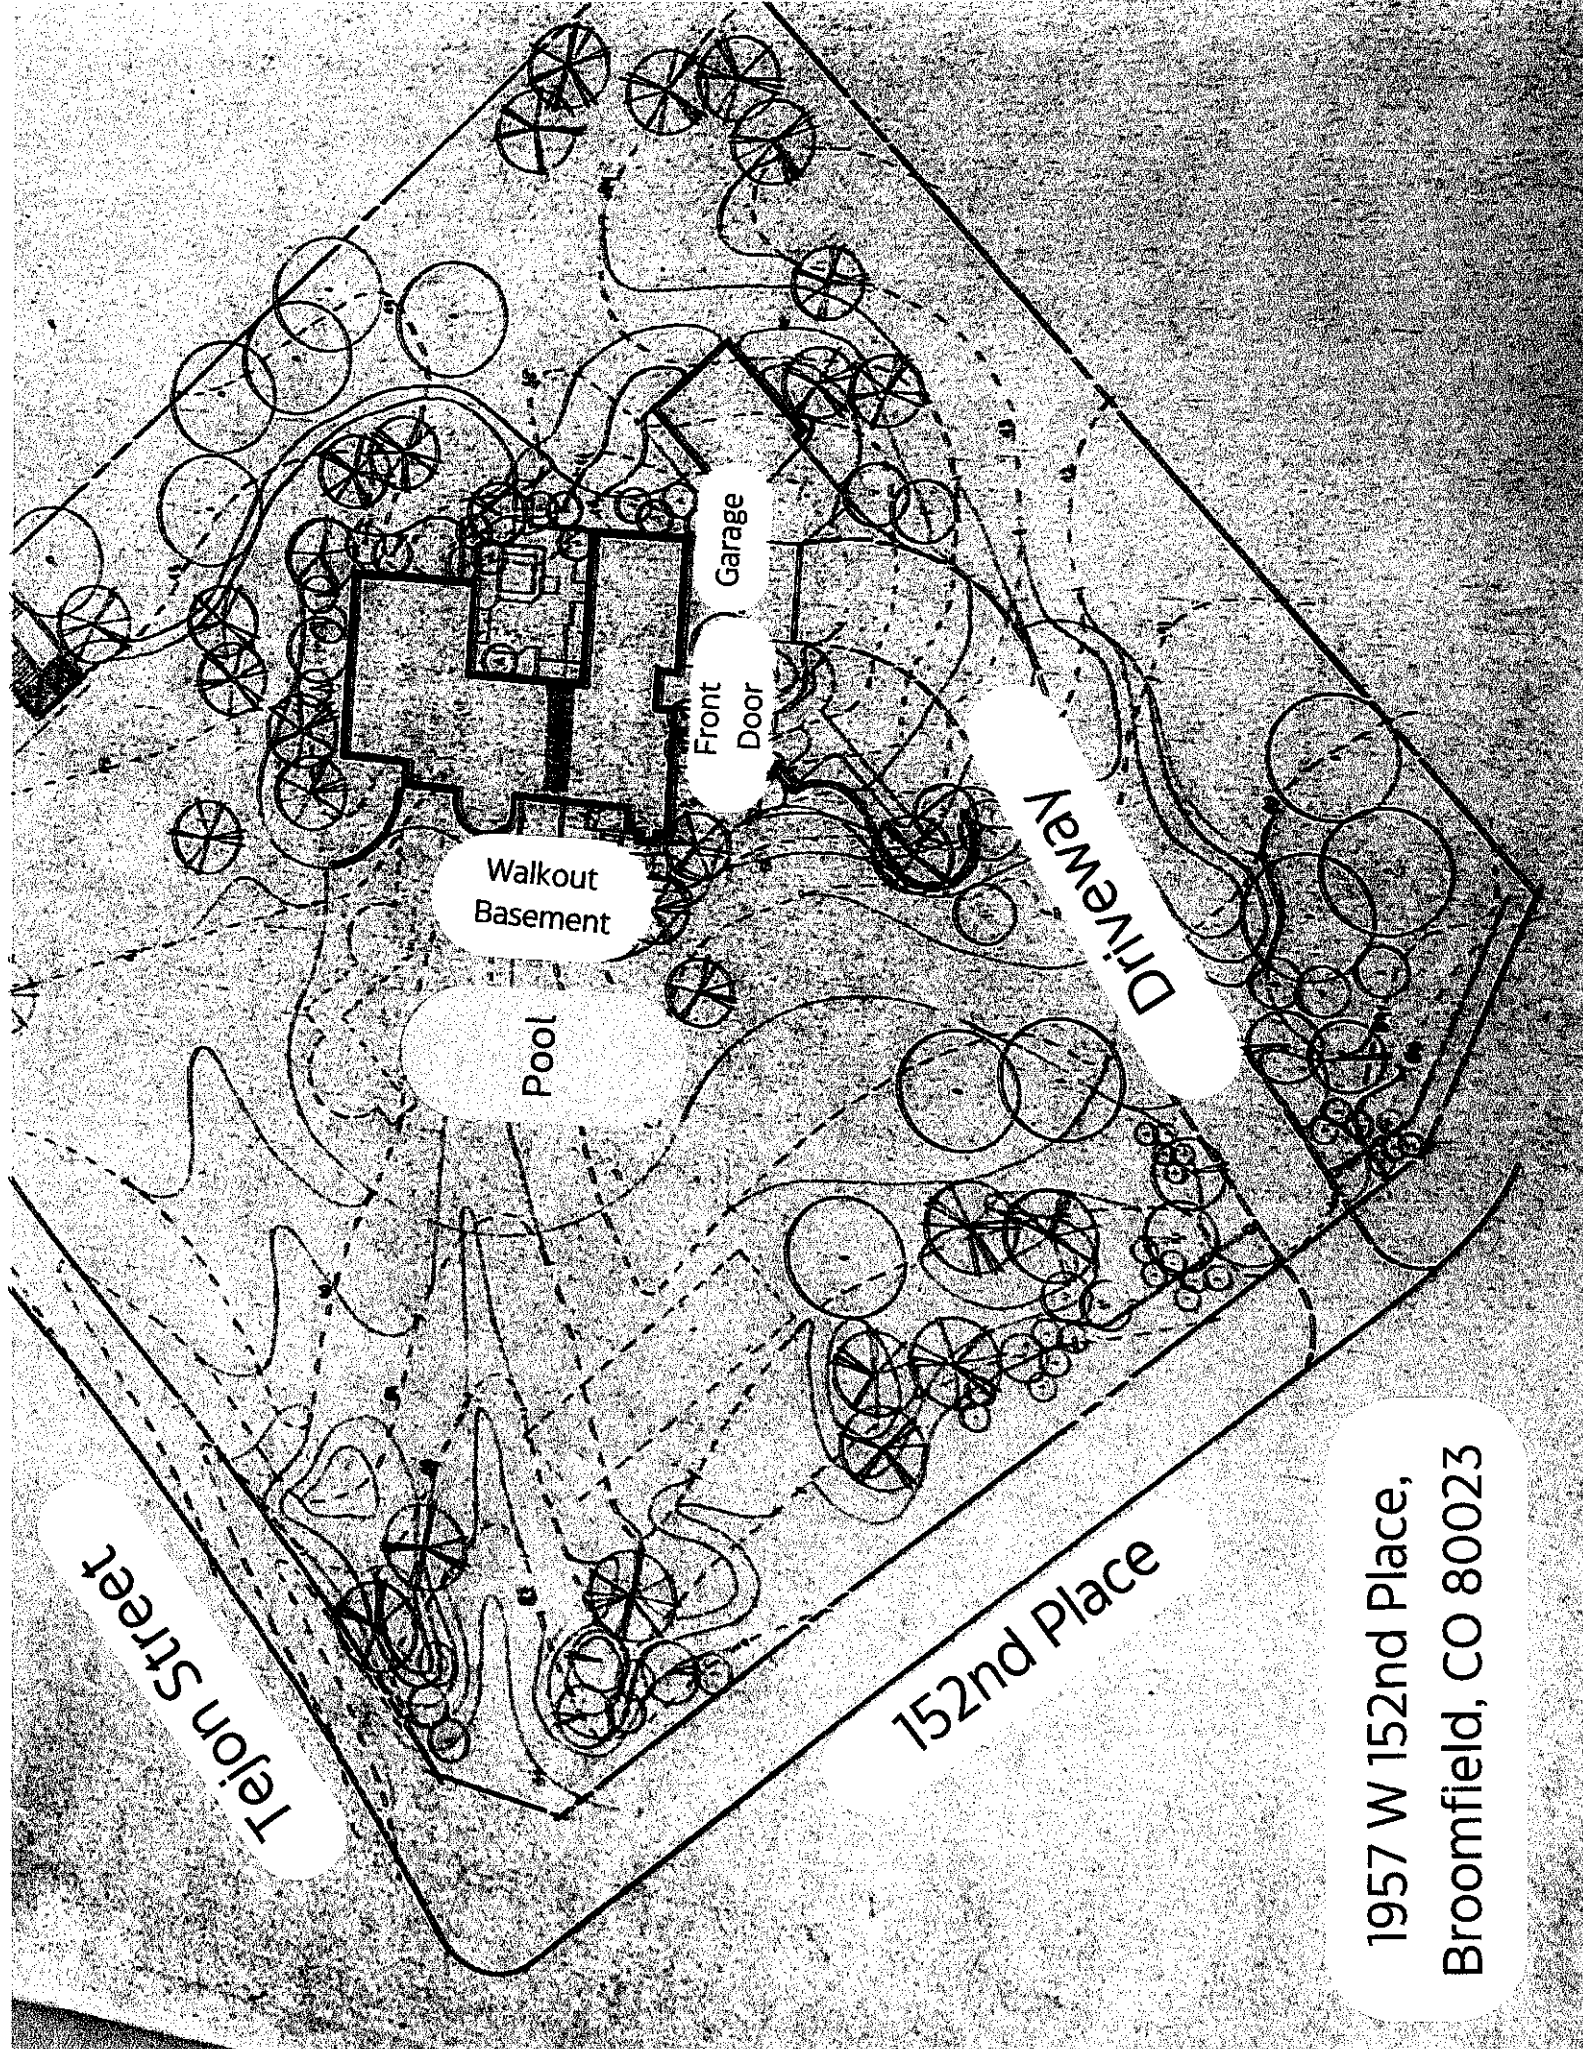 Tejon Street
Walkout
Basement
Pool
Front
Door
Garage
Driveway
152nd Place
1957 W 152nd Place,
Broomfield, CO 80023